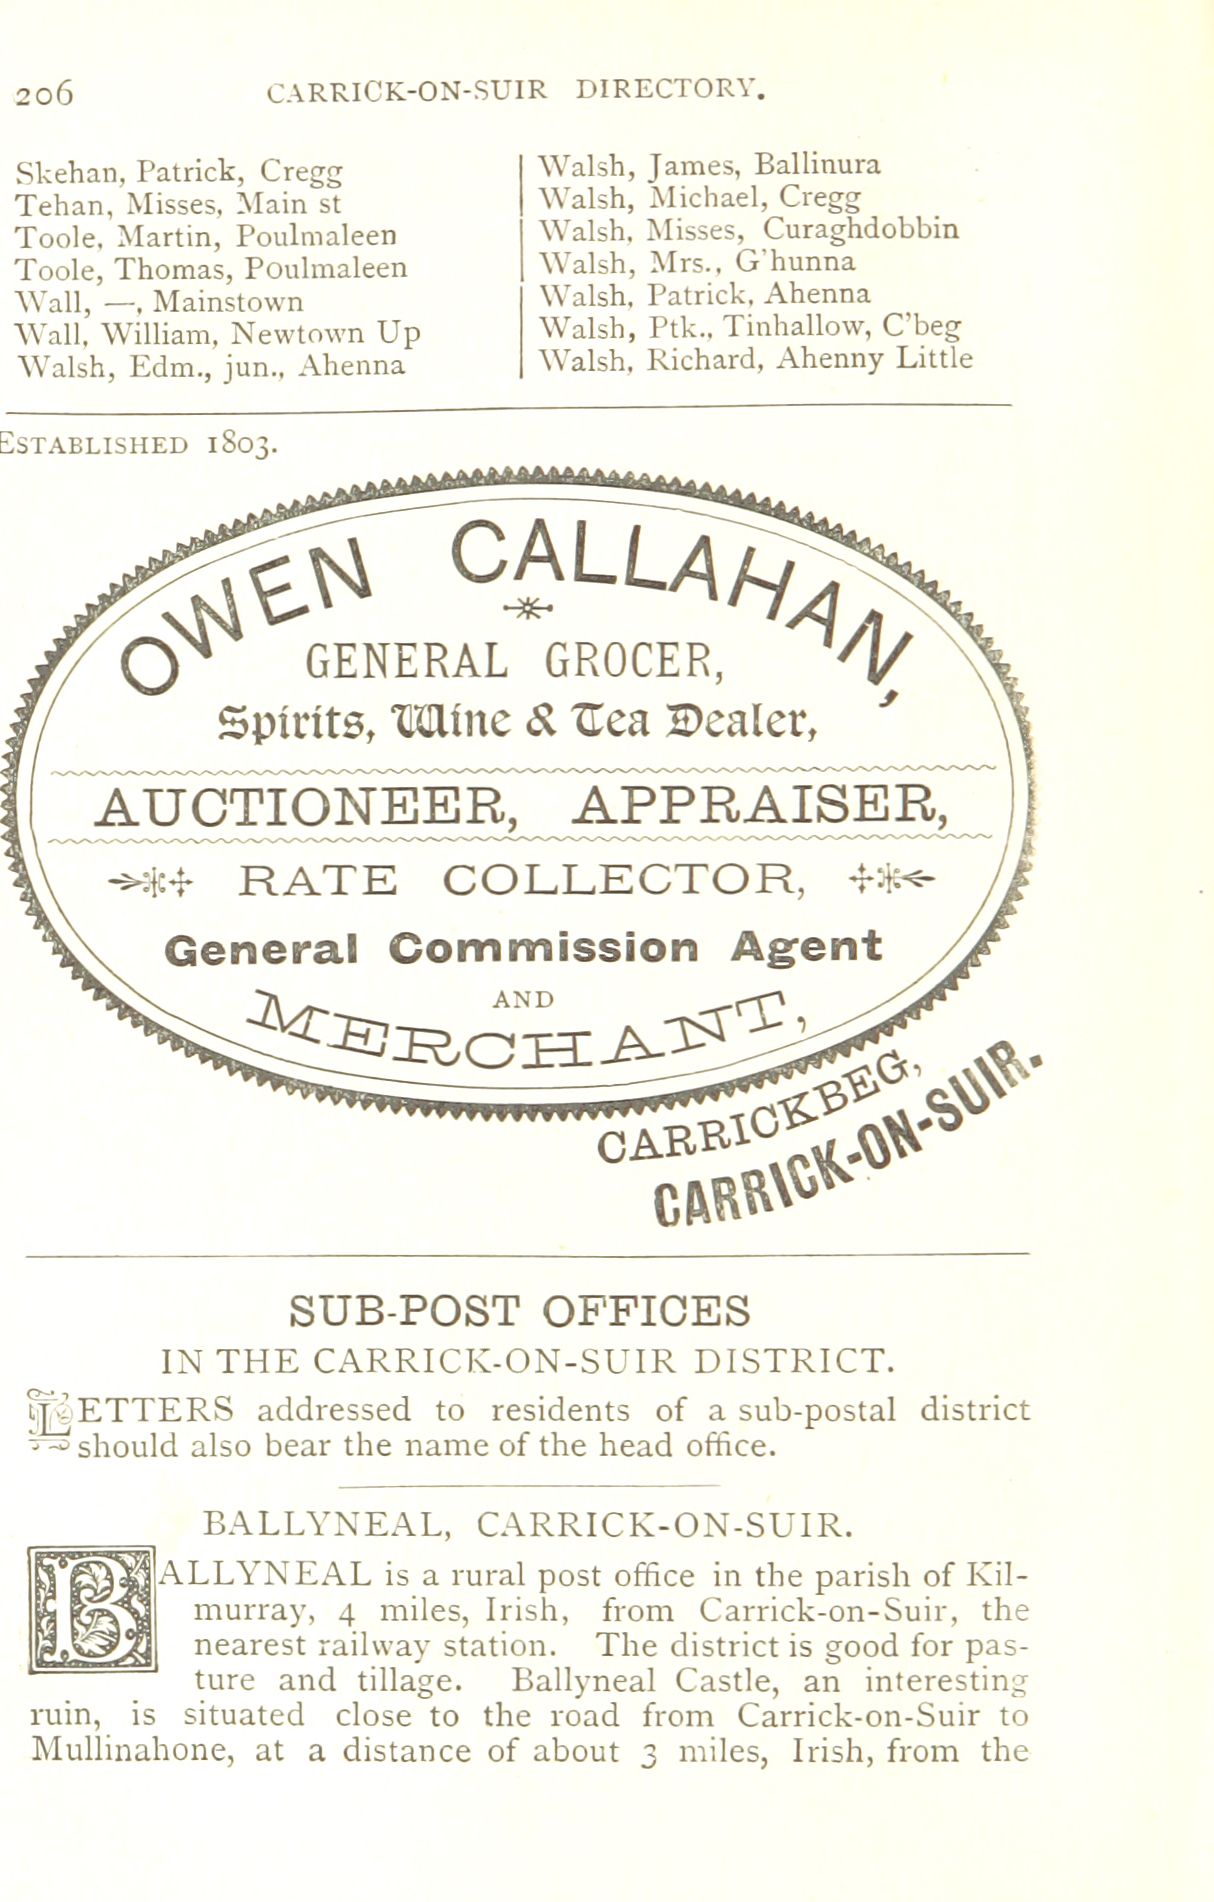 206 CARRICK-ON-SUIR DIRECTORY.
Skehan, Patrick, Cregg
Tehan, Misses, Main st
Toole, Martin, Poulmaleen
Toole, Thomas, Poulmaleen
Wall, —, Mainstown
Wall, William, Newtown Up
Walsh, Edm., jun., Ahenna
Walsh, James, Ballinura
Walsh, Michael, Cregg
Walsh, Misses, Curaghdobbin
Walsh, Mrs., G'hunna
Walsh, Patrick, Ahenna
Walsh, Ptk., Tinhallow, C'beg
Walsh, Richard, Ahenny Little
ESTABLISHED 1803.
OWEN CALLAHAN,
GENERAL GROCER,
Spirits, Wine & Tea Dealer,
AUCTIONEER, APPRAISER,
RATE COLLECTOR,
General Commission Agent
AND
MERCHANT,
CARRICKBEG,
CARRICK-ON-SUIR.
SUB-POST OFFICES
IN THE CARRICK-ON-SUIR DISTRICT.
LETTERS addressed to residents of a sub-postal district
should also bear the name of the head office.
BALLYNEAL, CARRICK-ON-SUIR.
BALLYNEAL is a rural post office in the parish of Kil-
murray, 4 miles, Irish, from Carrick-on-Suir, the
nearest railway station. The district is good for pas-
ture and tillage. Ballyneal Castle, an interesting
ruin, is situated close to the road from Carrick-on-Suir to
Mullinahone, at a distance of about 3 miles, Irish, from the